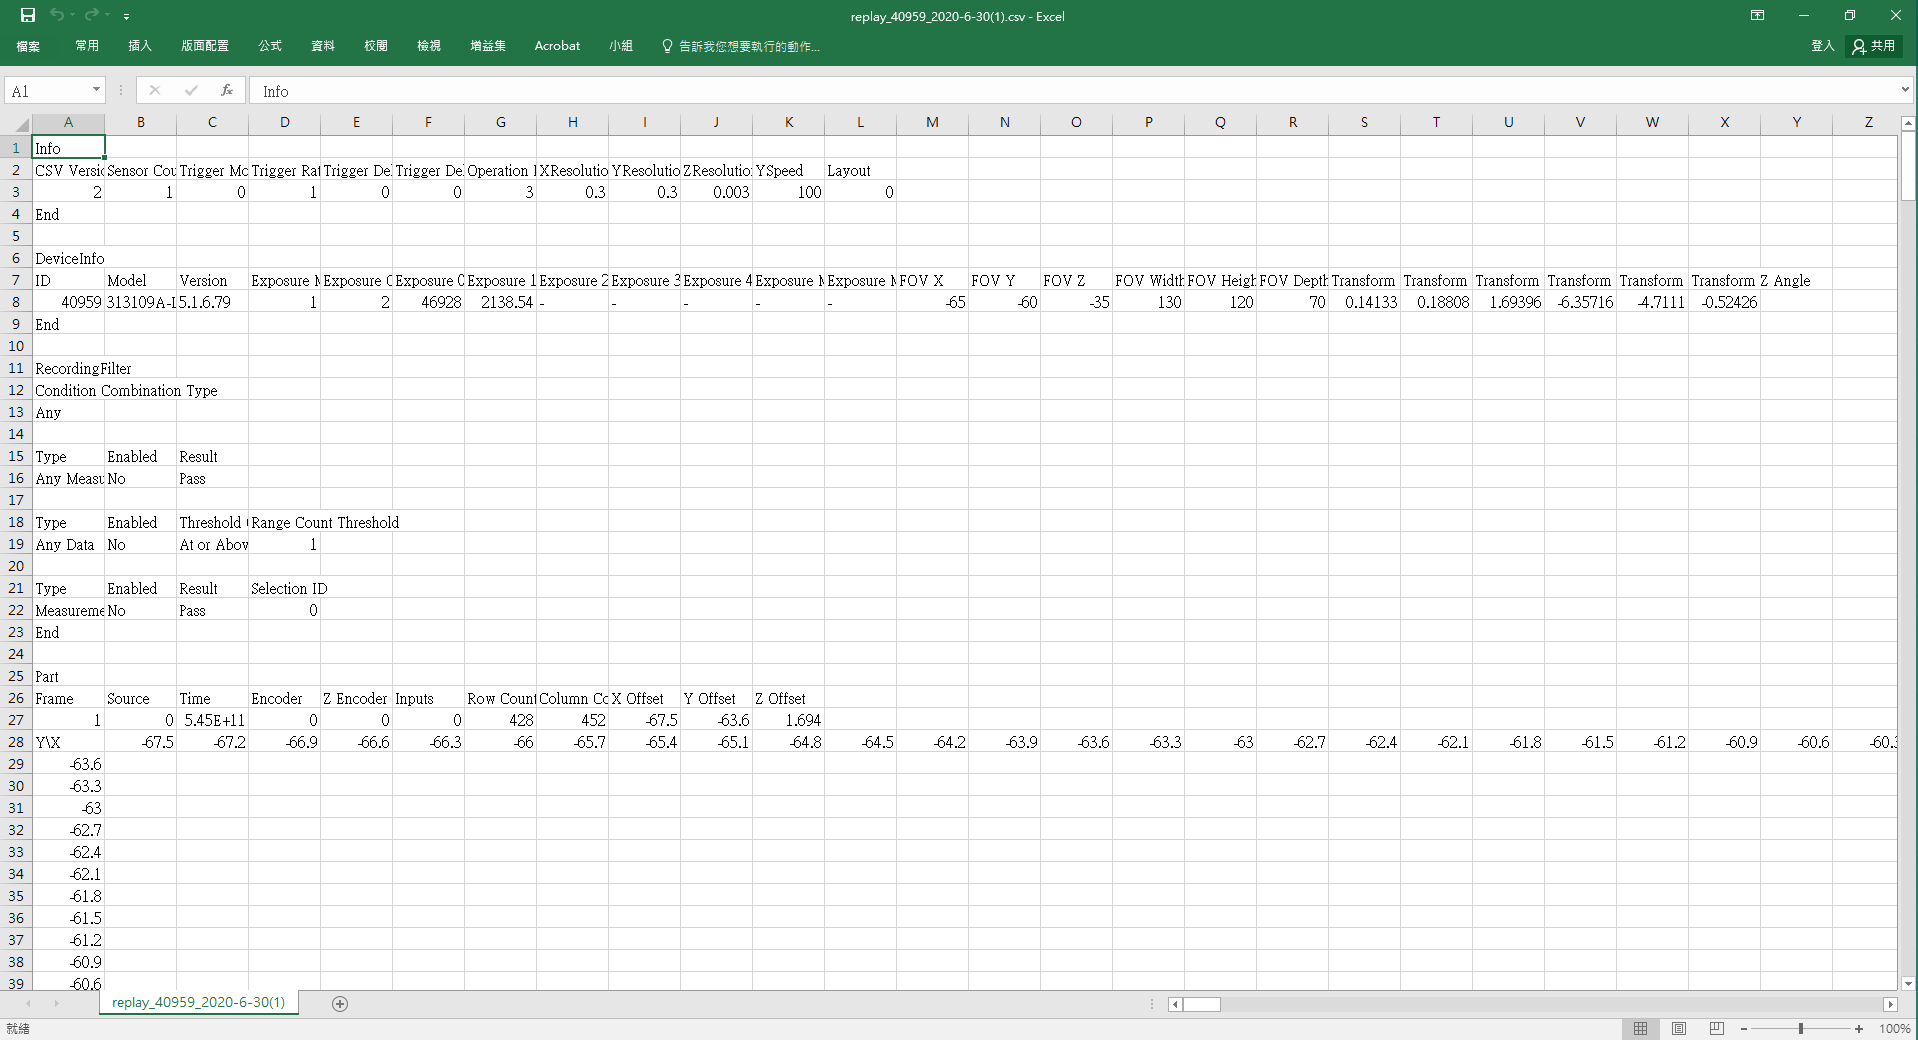 replay_40959_2020-6-30(1).csv - Excel
檔案 常用 插入 版面配置 公式 資料 校閱 檢視 增益集 Acrobat 小組 告訴我您想要執行的動作... 登入 共用
A1 fx Info
A B C D E F G H I J K L M N O P Q R S T U V W X Y Z
1 Info
2 CSV Versio Sensor Cou Trigger Mo Trigger Rat Trigger De Trigger De Operation XResolutio YResolutio ZResolutio YSpeed Layout
3 2 1 0 1 0 0 3 0.3 0.3 0.003 100 0
4 End
5
6 DeviceInfo
7 ID Model Version Exposure M Exposure Exposure 0 Exposure 1 Exposure 2 Exposure 3 Exposure 4 Exposure M Exposure M FOV X FOV Y FOV Z FOV Width FOV Heigh FOV Depth Transform Transform Transform Transform Transform Transform Z Angle
8 40959 313109A- 5.1.6.79 1 2 46928 2138.54 - - - - - -65 -60 -35 130 120 70 0.14133 0.18808 1.69396 -6.35716 -4.7111 -0.52426
9 End
10
11 RecordingFilter
12 Condition Combination Type
13 Any
14
15 Type Enabled Result
16 Any Measu No Pass
17
18 Type Enabled Threshold Range Count Threshold
19 Any Data No At or Abov 1
20
21 Type Enabled Result Selection ID
22 Measureme No Pass 0
23 End
24
25 Part
26 Frame Source Time Encoder Z Encoder Inputs Row Count Column Co X Offset Y Offset Z Offset
27 1 0 5.45E+11 0 0 0 428 452 -67.5 -63.6 1.694
28 Y\X -67.5 -67.2 -66.9 -66.6 -66.3 -66 -65.7 -65.4 -65.1 -64.8 -64.5 -64.2 -63.9 -63.6 -63.3 -63 -62.7 -62.4 -62.1 -61.8 -61.5 -61.2 -60.9 -60.6 -60.3
29 -63.6
30 -63.3
31 -63
32 -62.7
33 -62.4
34 -62.1
35 -61.8
36 -61.5
37 -61.2
38 -60.9
39 -60.6
replay_40959_2020-6-30(1)
就緒 100%